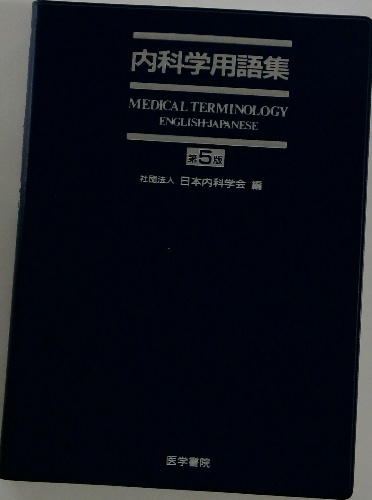 内科学用語集
MEDICAL TERMINOLOGY
ENGLISH-JAPANESE
第5版
社団法人 日本内科学会 編
医学書院